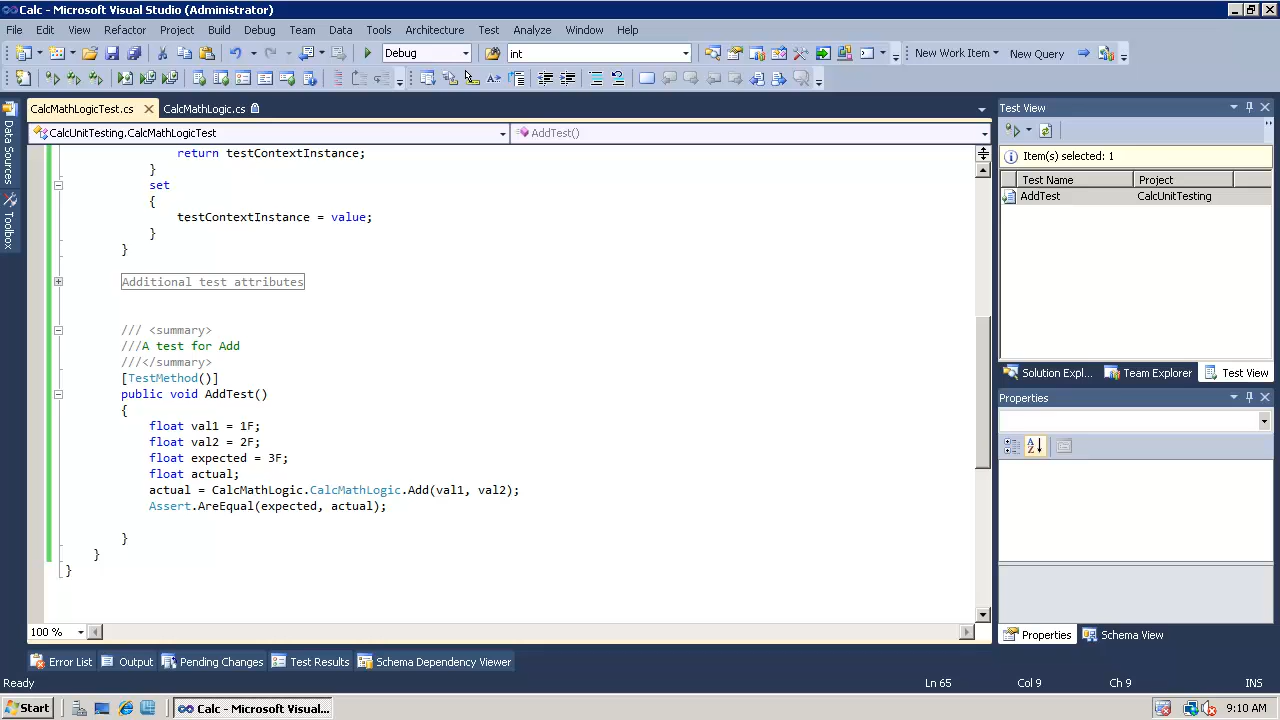 Calc - Microsoft Visual Studio (Administrator)
File Edit View Refactor Project Build Debug Team Data Tools Architecture Test Analyze Window Help
Debug int New Work Item New Query
CalcMathLogicTest.cs CalcMathLogic.cs
CalcUnitTesting.CalcMathLogicTest AddTest()
Data Sources
Toolbox
return testContextInstance;
}
set
{
testContextInstance = value;
}
}
Additional test attributes
/// <summary>
///A test for Add
///</summary>
[TestMethod()]
public void AddTest()
{
float val1 = 1F;
float val2 = 2F;
float expected = 3F;
float actual;
actual = CalcMathLogic.CalcMathLogic.Add(val1, val2);
Assert.AreEqual(expected, actual);
}
}
}
100 %
Test View
Item(s) selected: 1
Test Name Project
AddTest CalcUnitTesting
Solution Expl... Team Explorer Test View
Properties
Properties Schema View
Error List Output Pending Changes Test Results Schema Dependency Viewer
Ready Ln 65 Col 9 Ch 9 INS
Start Calc - Microsoft Visual... 9:10 AM